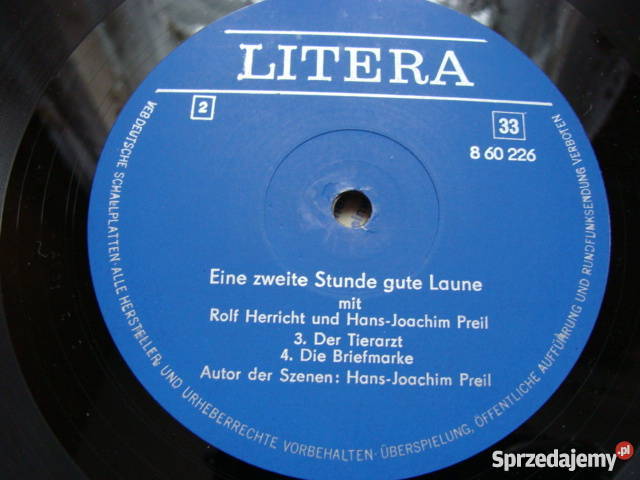 LITERA
2
33
8 60 226
Eine zweite Stunde gute Laune
mit
Rolf Herricht und Hans-Joachim Preil
3. Der Tierarzt
4. Die Briefmarke
Autor der Szenen: Hans-Joachim Preil
VEB DEUTSCHE SCHALLPLATTEN · ALLE HERSTELLER- UND URHEBERRECHTE VORBEHALTEN · ÜBERSPIELUNG, ÖFFENTLICHE AUFFÜHRUNG UND RUNDFUNKSENDUNG VERBOTEN
Sprzedajemy.pl